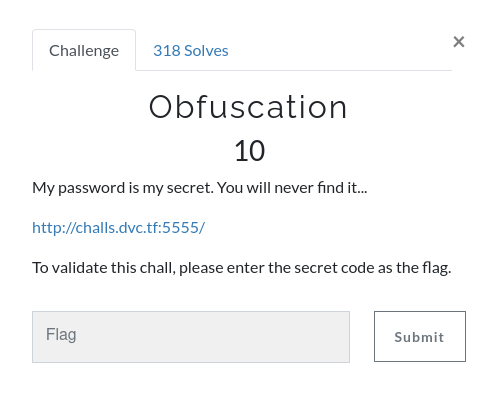 Challenge
318 Solves
×
Obfuscation
10
My password is my secret. You will never find it...
http://challs.dvc.tf:5555/
To validate this chall, please enter the secret code as the flag.
Flag
Submit